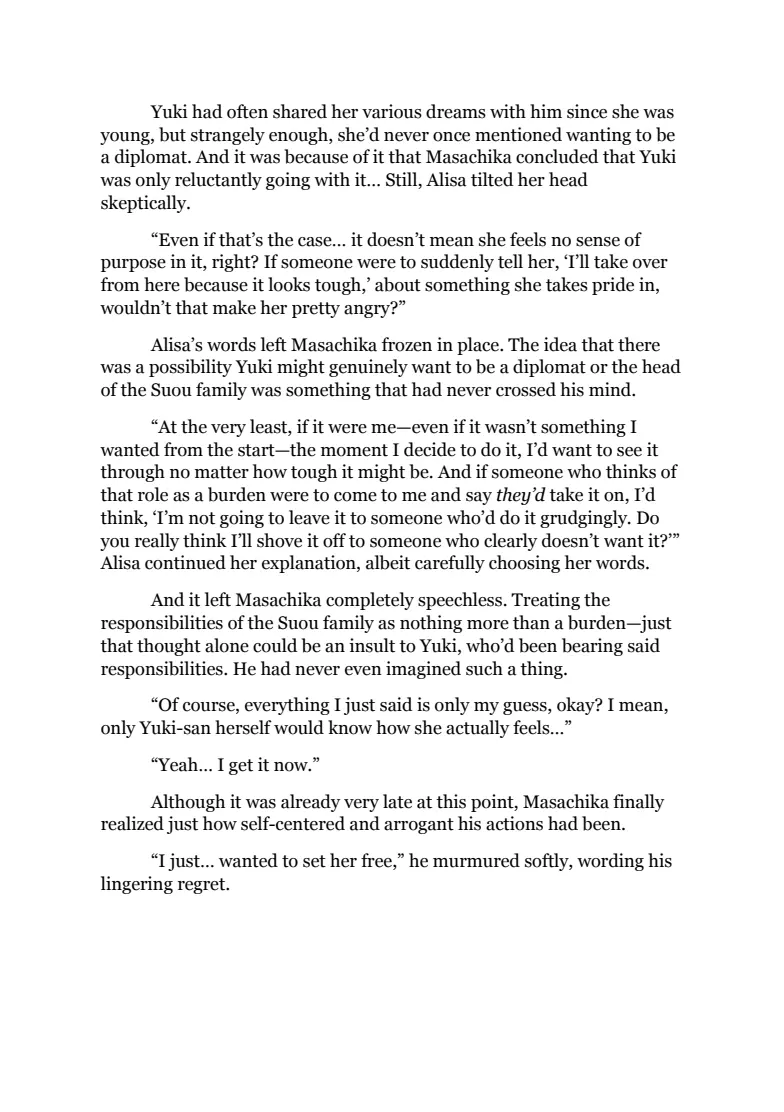 Yuki had often shared her various dreams with him since she was
young, but strangely enough, she’d never once mentioned wanting to be
a diplomat. And it was because of it that Masachika concluded that Yuki
was only reluctantly going with it… Still, Alisa tilted her head
skeptically.
“Even if that’s the case… it doesn’t mean she feels no sense of
purpose in it, right? If someone were to suddenly tell her, ‘I’ll take over
from here because it looks tough,’ about something she takes pride in,
wouldn’t that make her pretty angry?”
Alisa’s words left Masachika frozen in place. The idea that there
was a possibility Yuki might genuinely want to be a diplomat or the head
of the Suou family was something that had never crossed his mind.
“At the very least, if it were me—even if it wasn’t something I
wanted from the start—the moment I decide to do it, I’d want to see it
through no matter how tough it might be. And if someone who thinks of
that role as a burden were to come to me and say they’d take it on, I’d
think, ‘I’m not going to leave it to someone who’d do it grudgingly. Do
you really think I’ll shove it off to someone who clearly doesn’t want it?’”
Alisa continued her explanation, albeit carefully choosing her words.
And it left Masachika completely speechless. Treating the
responsibilities of the Suou family as nothing more than a burden—just
that thought alone could be an insult to Yuki, who’d been bearing said
responsibilities. He had never even imagined such a thing.
“Of course, everything I just said is only my guess, okay? I mean,
only Yuki-san herself would know how she actually feels…”
“Yeah… I get it now.”
Although it was already very late at this point, Masachika finally
realized just how self-centered and arrogant his actions had been.
“I just… wanted to set her free,” he murmured softly, wording his
lingering regret.